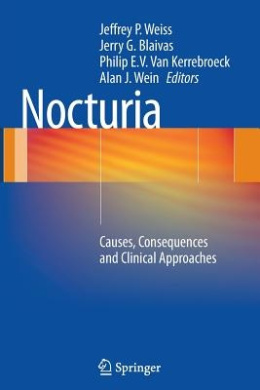 Jeffrey P. Weiss
Jerry G. Blaivas
Philip E.V. Van Kerrebroeck
Alan J. Wein Editors
Nocturia
Causes, Consequences
and Clinical Approaches
Springer